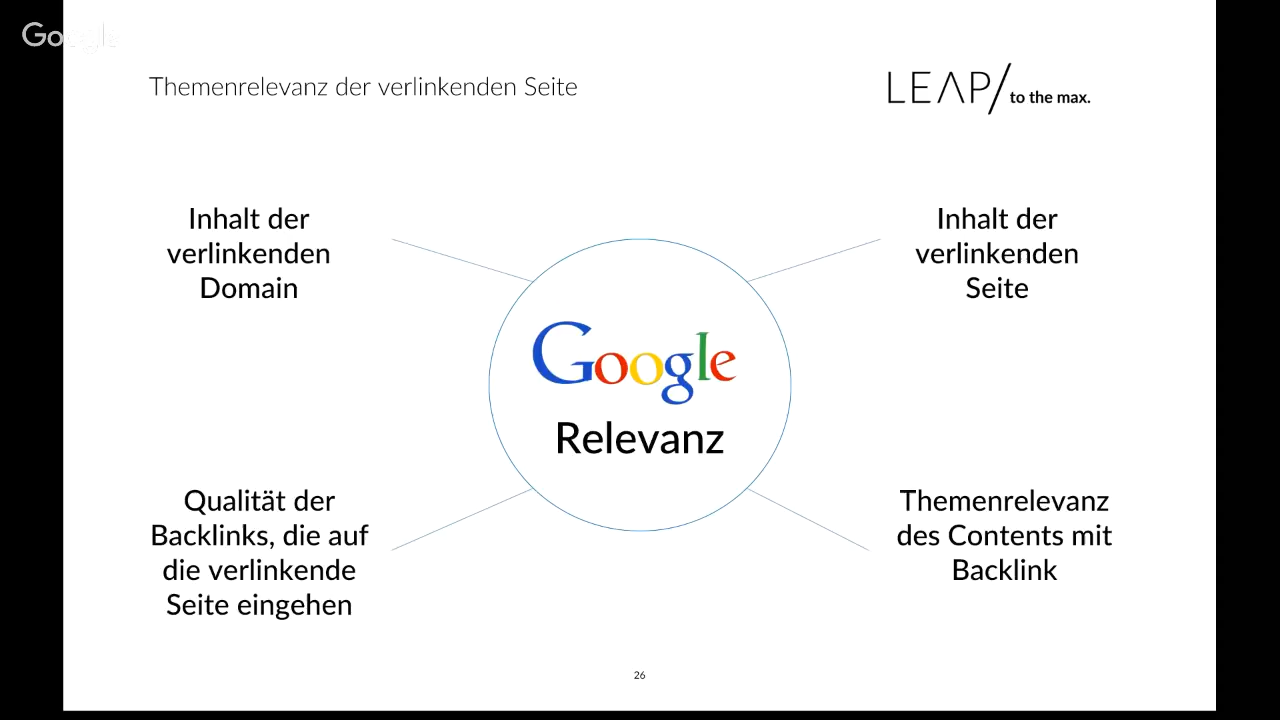 Google
Themenrelevanz der verlinkenden Seite
LEAP/ to the max.
Inhalt der
verlinkenden
Domain
Inhalt der
verlinkenden
Seite
Google
Relevanz
Qualität der
Backlinks, die auf
die verlinkende
Seite eingehen
Themenrelevanz
des Contents mit
Backlink
26